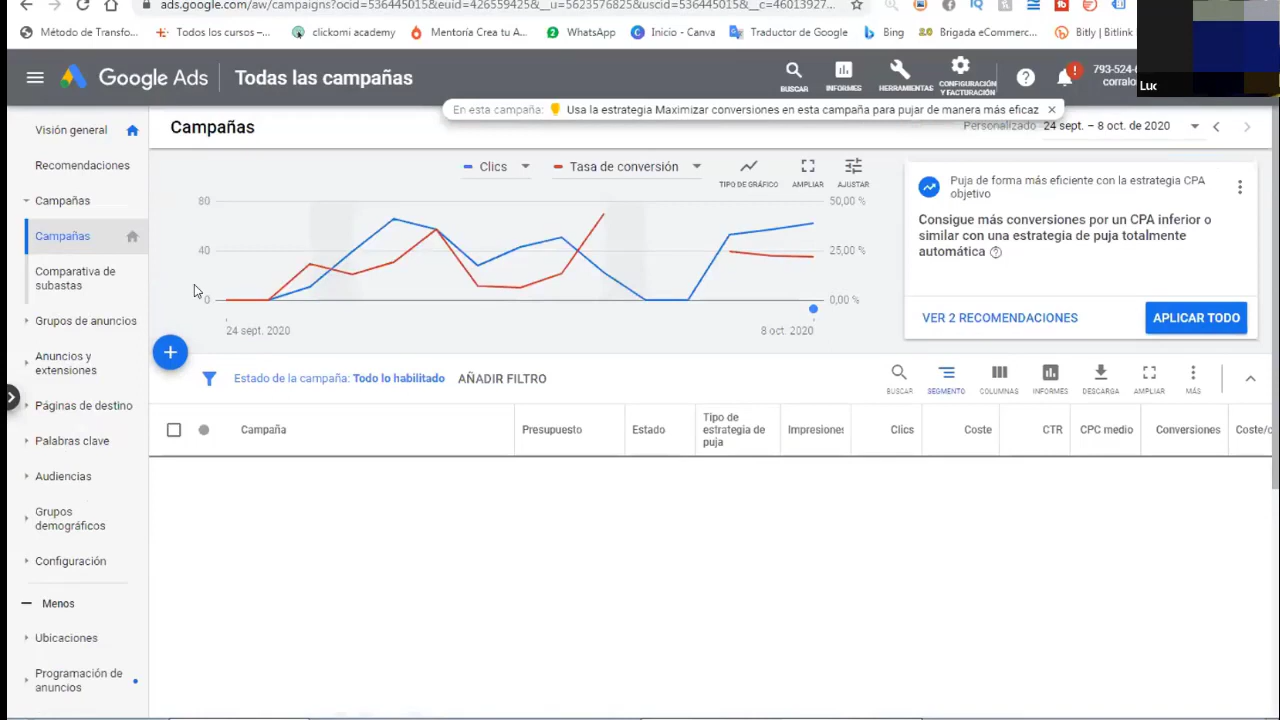 ads.google.com/aw/campaigns?ocid=536445015&euid=426559425&__u=5623576825&uscid=536445015&__c=46013927...
Método de Transfo... Todos los cursos –... clickomi academy Mentoría Crea tu A... WhatsApp Inicio - Canva Traductor de Google Bing Brigada eCommerc... Bitly | Bitlink
Luc
Google Ads Todas las campañas
BUSCAR INFORMES HERRAMIENTAS CONFIGURACIÓN Y FACTURACIÓN
793-524-
corralo
En esta campaña: Usa la estrategia Maximizar conversiones en esta campaña para pujar de manera más eficaz
Visión general
Recomendaciones
Campañas
Campañas
Comparativa de
subastas
Grupos de anuncios
Anuncios y
extensiones
Páginas de destino
Palabras clave
Audiencias
Grupos
demográficos
Configuración
Menos
Ubicaciones
Programación de
anuncios
Campañas
Personalizado 24 sept. – 8 oct. de 2020
Clics Tasa de conversión
TIPO DE GRÁFICO AMPLIAR AJUSTAR
80 50,00 %
40 25,00 %
0 0,00 %
24 sept. 2020 8 oct. 2020
Puja de forma más eficiente con la estrategia CPA
objetivo
Consigue más conversiones por un CPA inferior o
similar con una estrategia de puja totalmente
automática
VER 2 RECOMENDACIONES APLICAR TODO
Estado de la campaña: Todo lo habilitado AÑADIR FILTRO
BUSCAR SEGMENTO COLUMNAS INFORMES DESCARGA AMPLIAR MÁS
Campaña Presupuesto Estado Tipo de estrategia de puja Impresiones Clics Coste CTR CPC medio Conversiones Coste/c